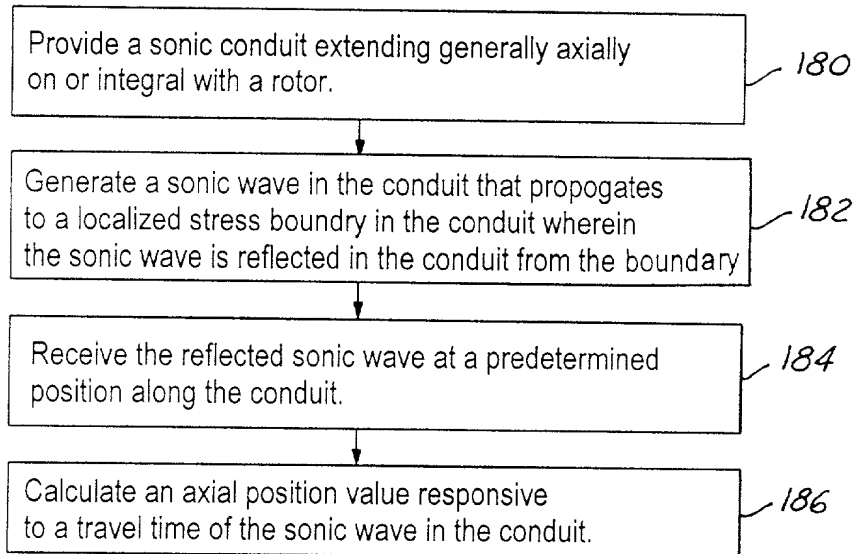 Provide a sonic conduit extending generally axially
on or integral with a rotor.
180
Generate a sonic wave in the conduit that propogates
to a localized stress boundry in the conduit wherein
the sonic wave is reflected in the conduit from the boundary
182
Receive the reflected sonic wave at a predetermined
position along the conduit.
184
Calculate an axial position value responsive
to a travel time of the sonic wave in the conduit.
186